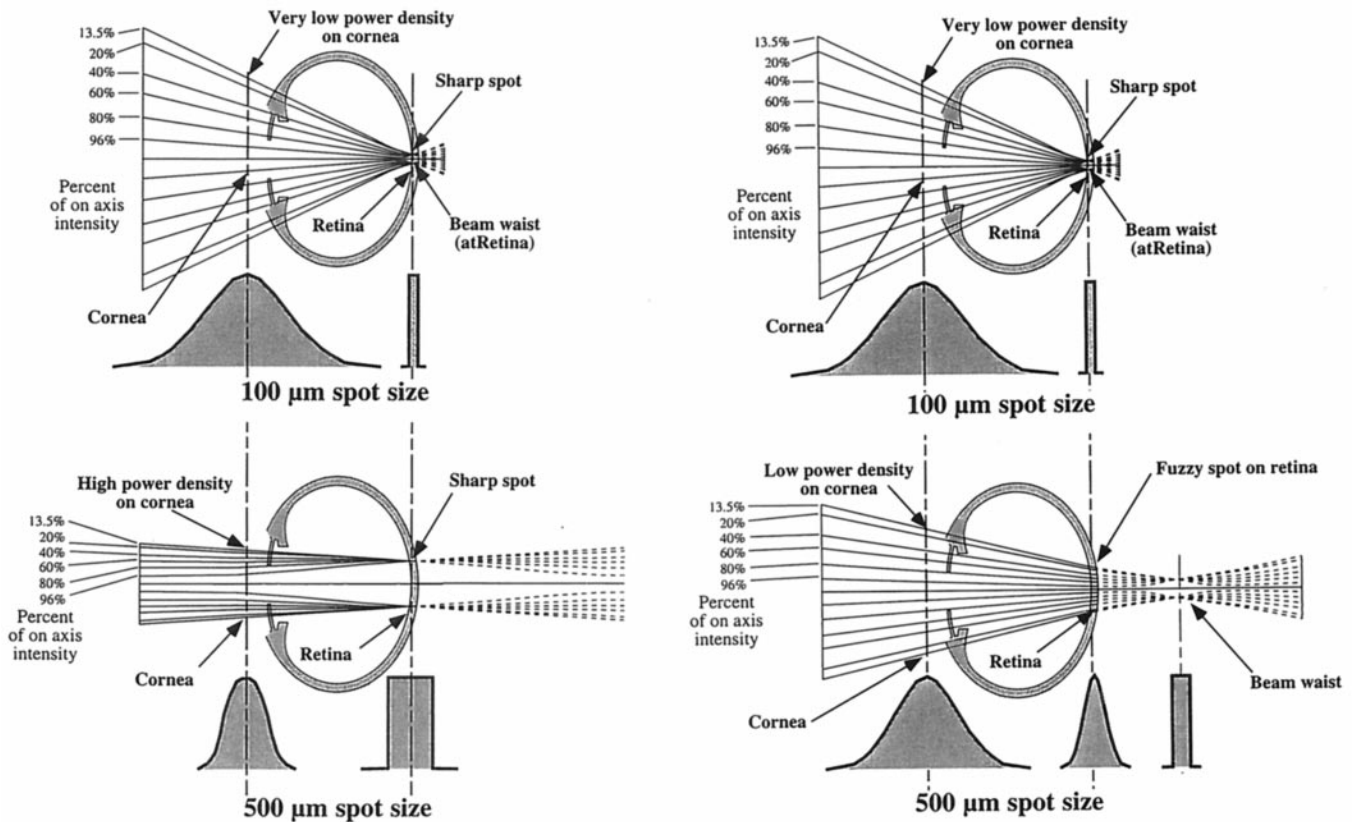 Very low power density
on cornea
13.5%
20%
40%
60%
80%
96%
Sharp spot
Percent
of on axis
intensity
Retina
Beam waist
(atRetina)
Cornea
100 µm spot size
Very low power density
on cornea
13.5%
20%
40%
60%
80%
96%
Sharp spot
Percent
of on axis
intensity
Retina
Beam waist
(atRetina)
Cornea
100 µm spot size
High power density
on cornea
13.5%
20%
40%
60%
80%
96%
Sharp spot
Percent
of on axis
intensity
Retina
Cornea
500 µm spot size
Low power density
on cornea
Fuzzy spot on retina
13.5%
20%
40%
60%
80%
96%
Percent
of on axis
intensity
Retina
Beam waist
Cornea
500 µm spot size